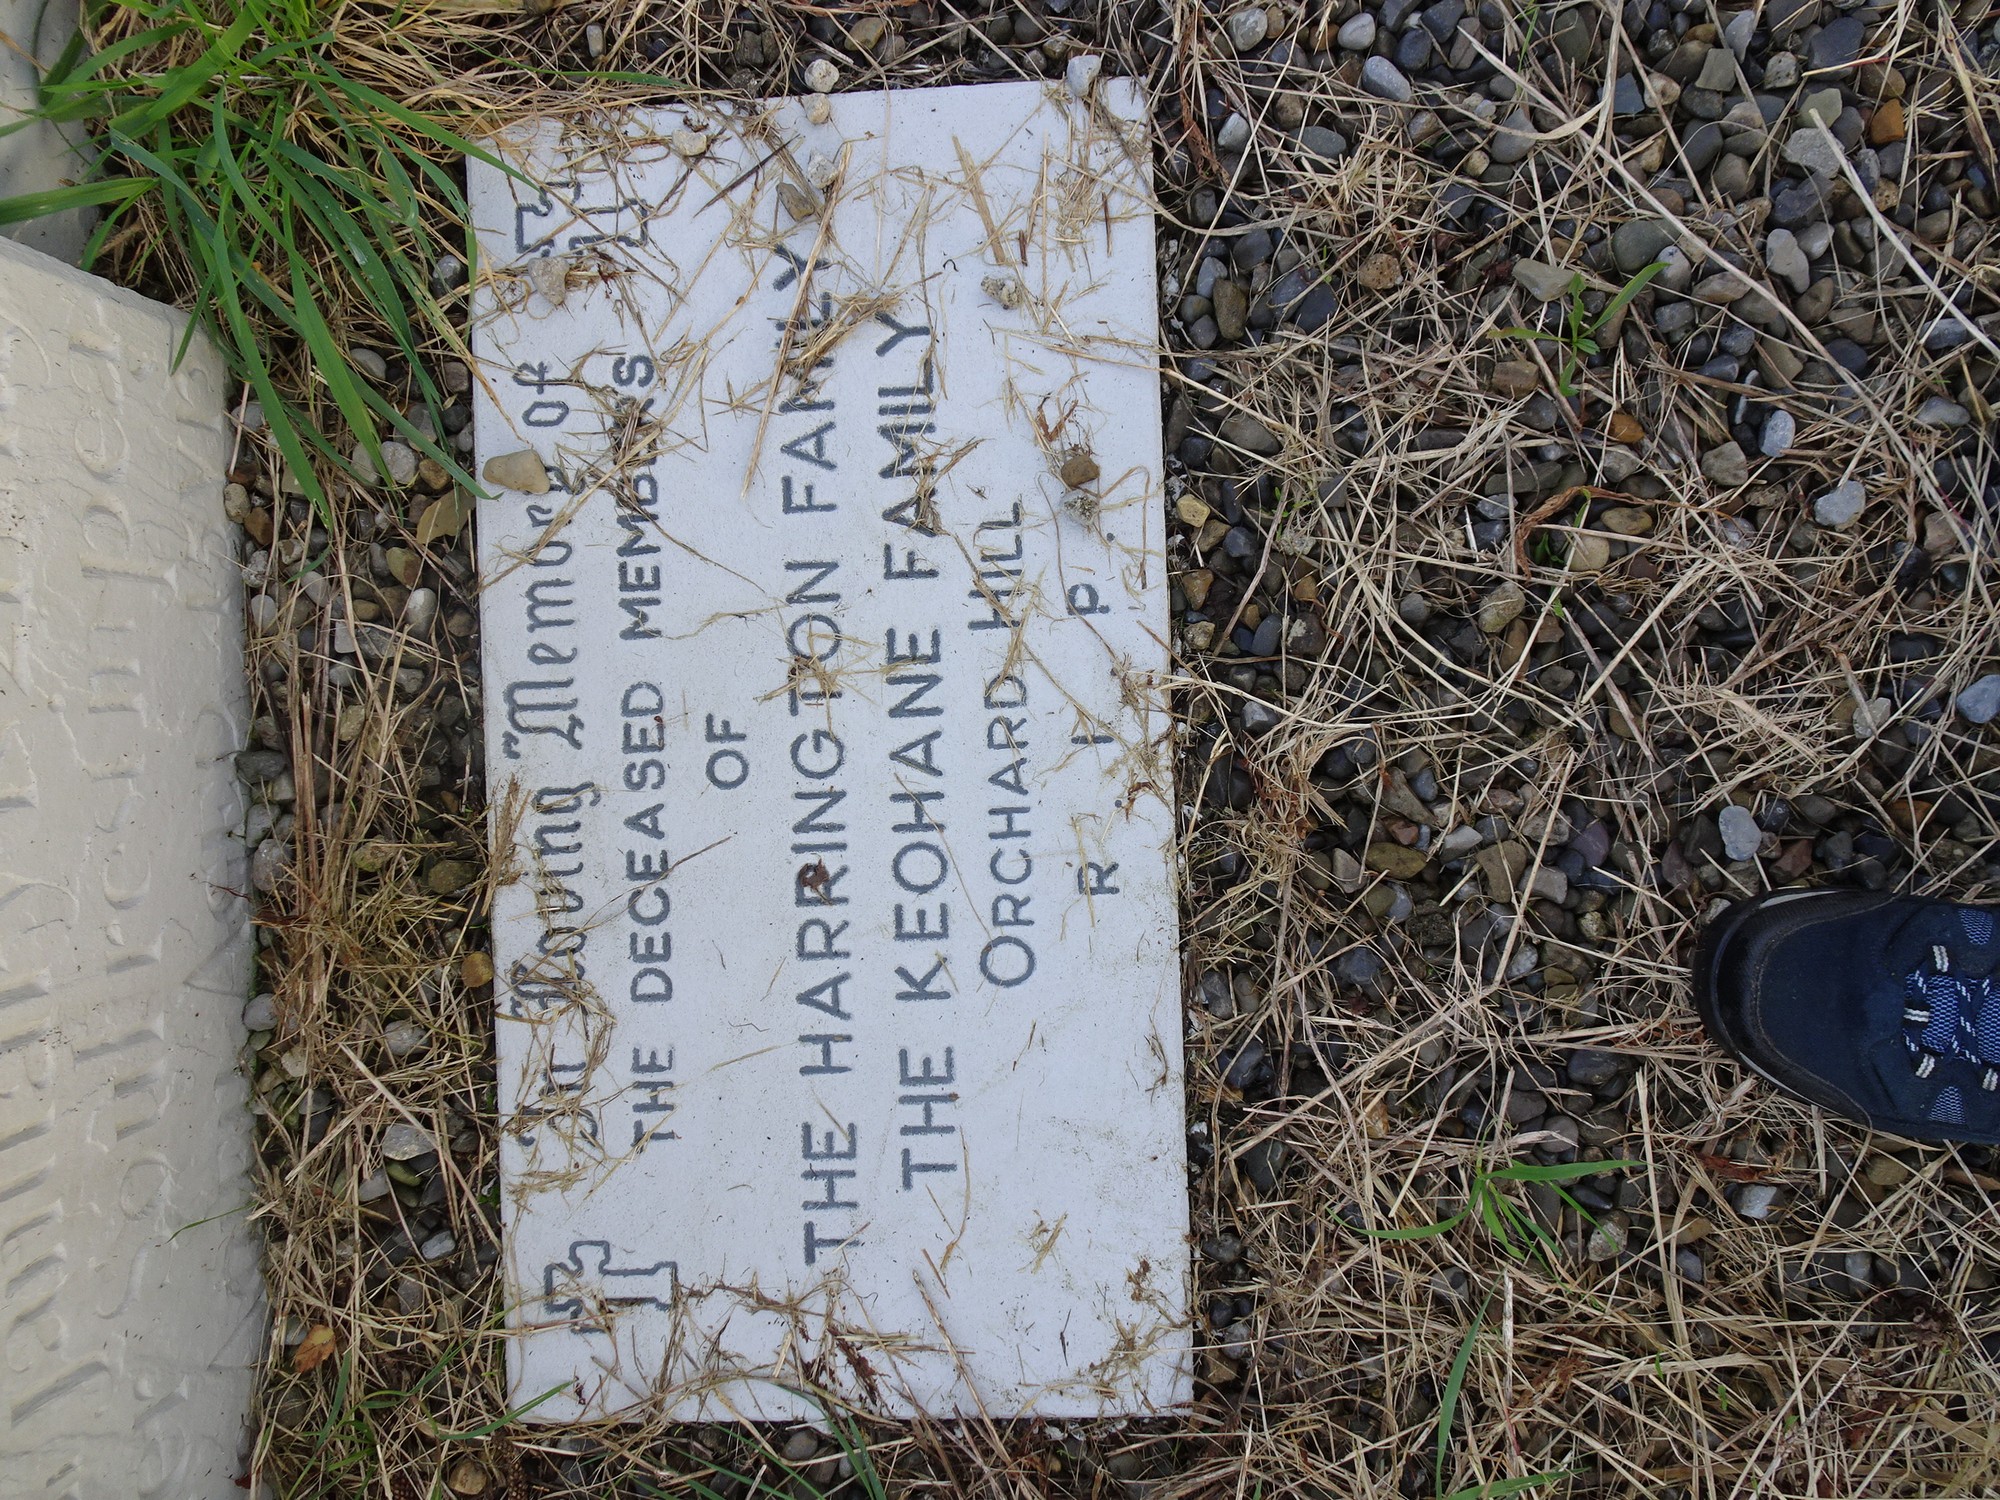 In Loving Memory of
THE DECEASED MEMBERS
OF
THE HARRINGTON FAMILY
THE KEOHANE FAMILY
ORCHARD HILL
R. I. P.